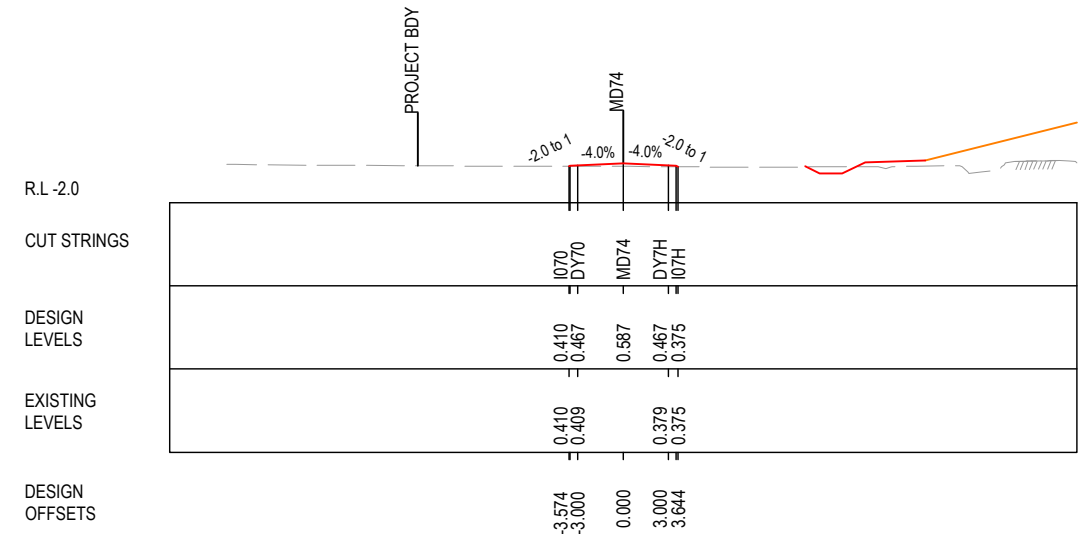 PROJECT BDY
MD74
-2.0 to 1
-4.0%
-4.0%
-2.0 to 1
R.L -2.0
CUT STRINGS
I070
DY70
MD74
DY7H
I07H
DESIGN
LEVELS
0.410
0.467
0.587
0.467
0.375
EXISTING
LEVELS
0.410
0.409
0.379
0.375
DESIGN
OFFSETS
-3.574
-3.000
0.000
3.000
3.644